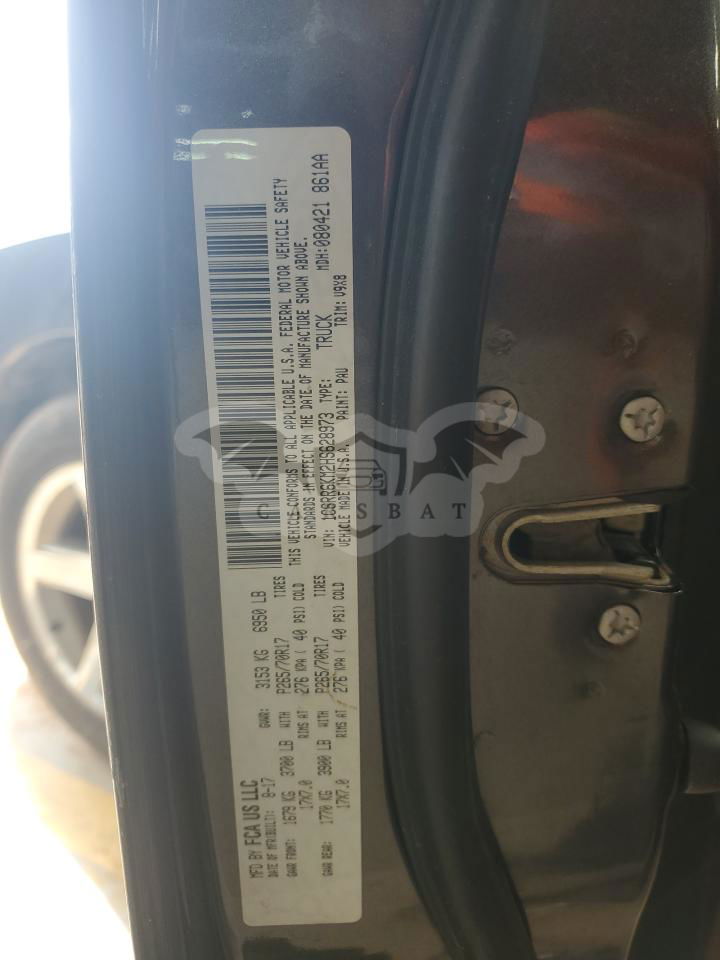 MFD BY FCA US LLC
DATE OF MFR(BUILT): 8-17 GVWR: 3153 KG 6950 LB
GAWR FRONT: 1679 KG 3700 LB WITH P265/70R17 TIRES
17X7.0 RIMS AT 276 KPA ( 40 PSI) COLD
GAWR REAR: 1770 KG 3900 LB WITH P265/70R17 TIRES
17X7.0 RIMS AT 276 KPA ( 40 PSI) COLD
THIS VEHICLE CONFORMS TO ALL APPLICABLE U.S.A. FEDERAL MOTOR VEHICLE SAFETY
STANDARDS IN EFFECT ON THE DATE OF MANUFACTURE SHOWN ABOVE.
VIN: TYPE: TRUCK MDH: 080421 861AA
VEHICLE MADE IN U.S.A. PAINT: PAU TRIM: V9X8